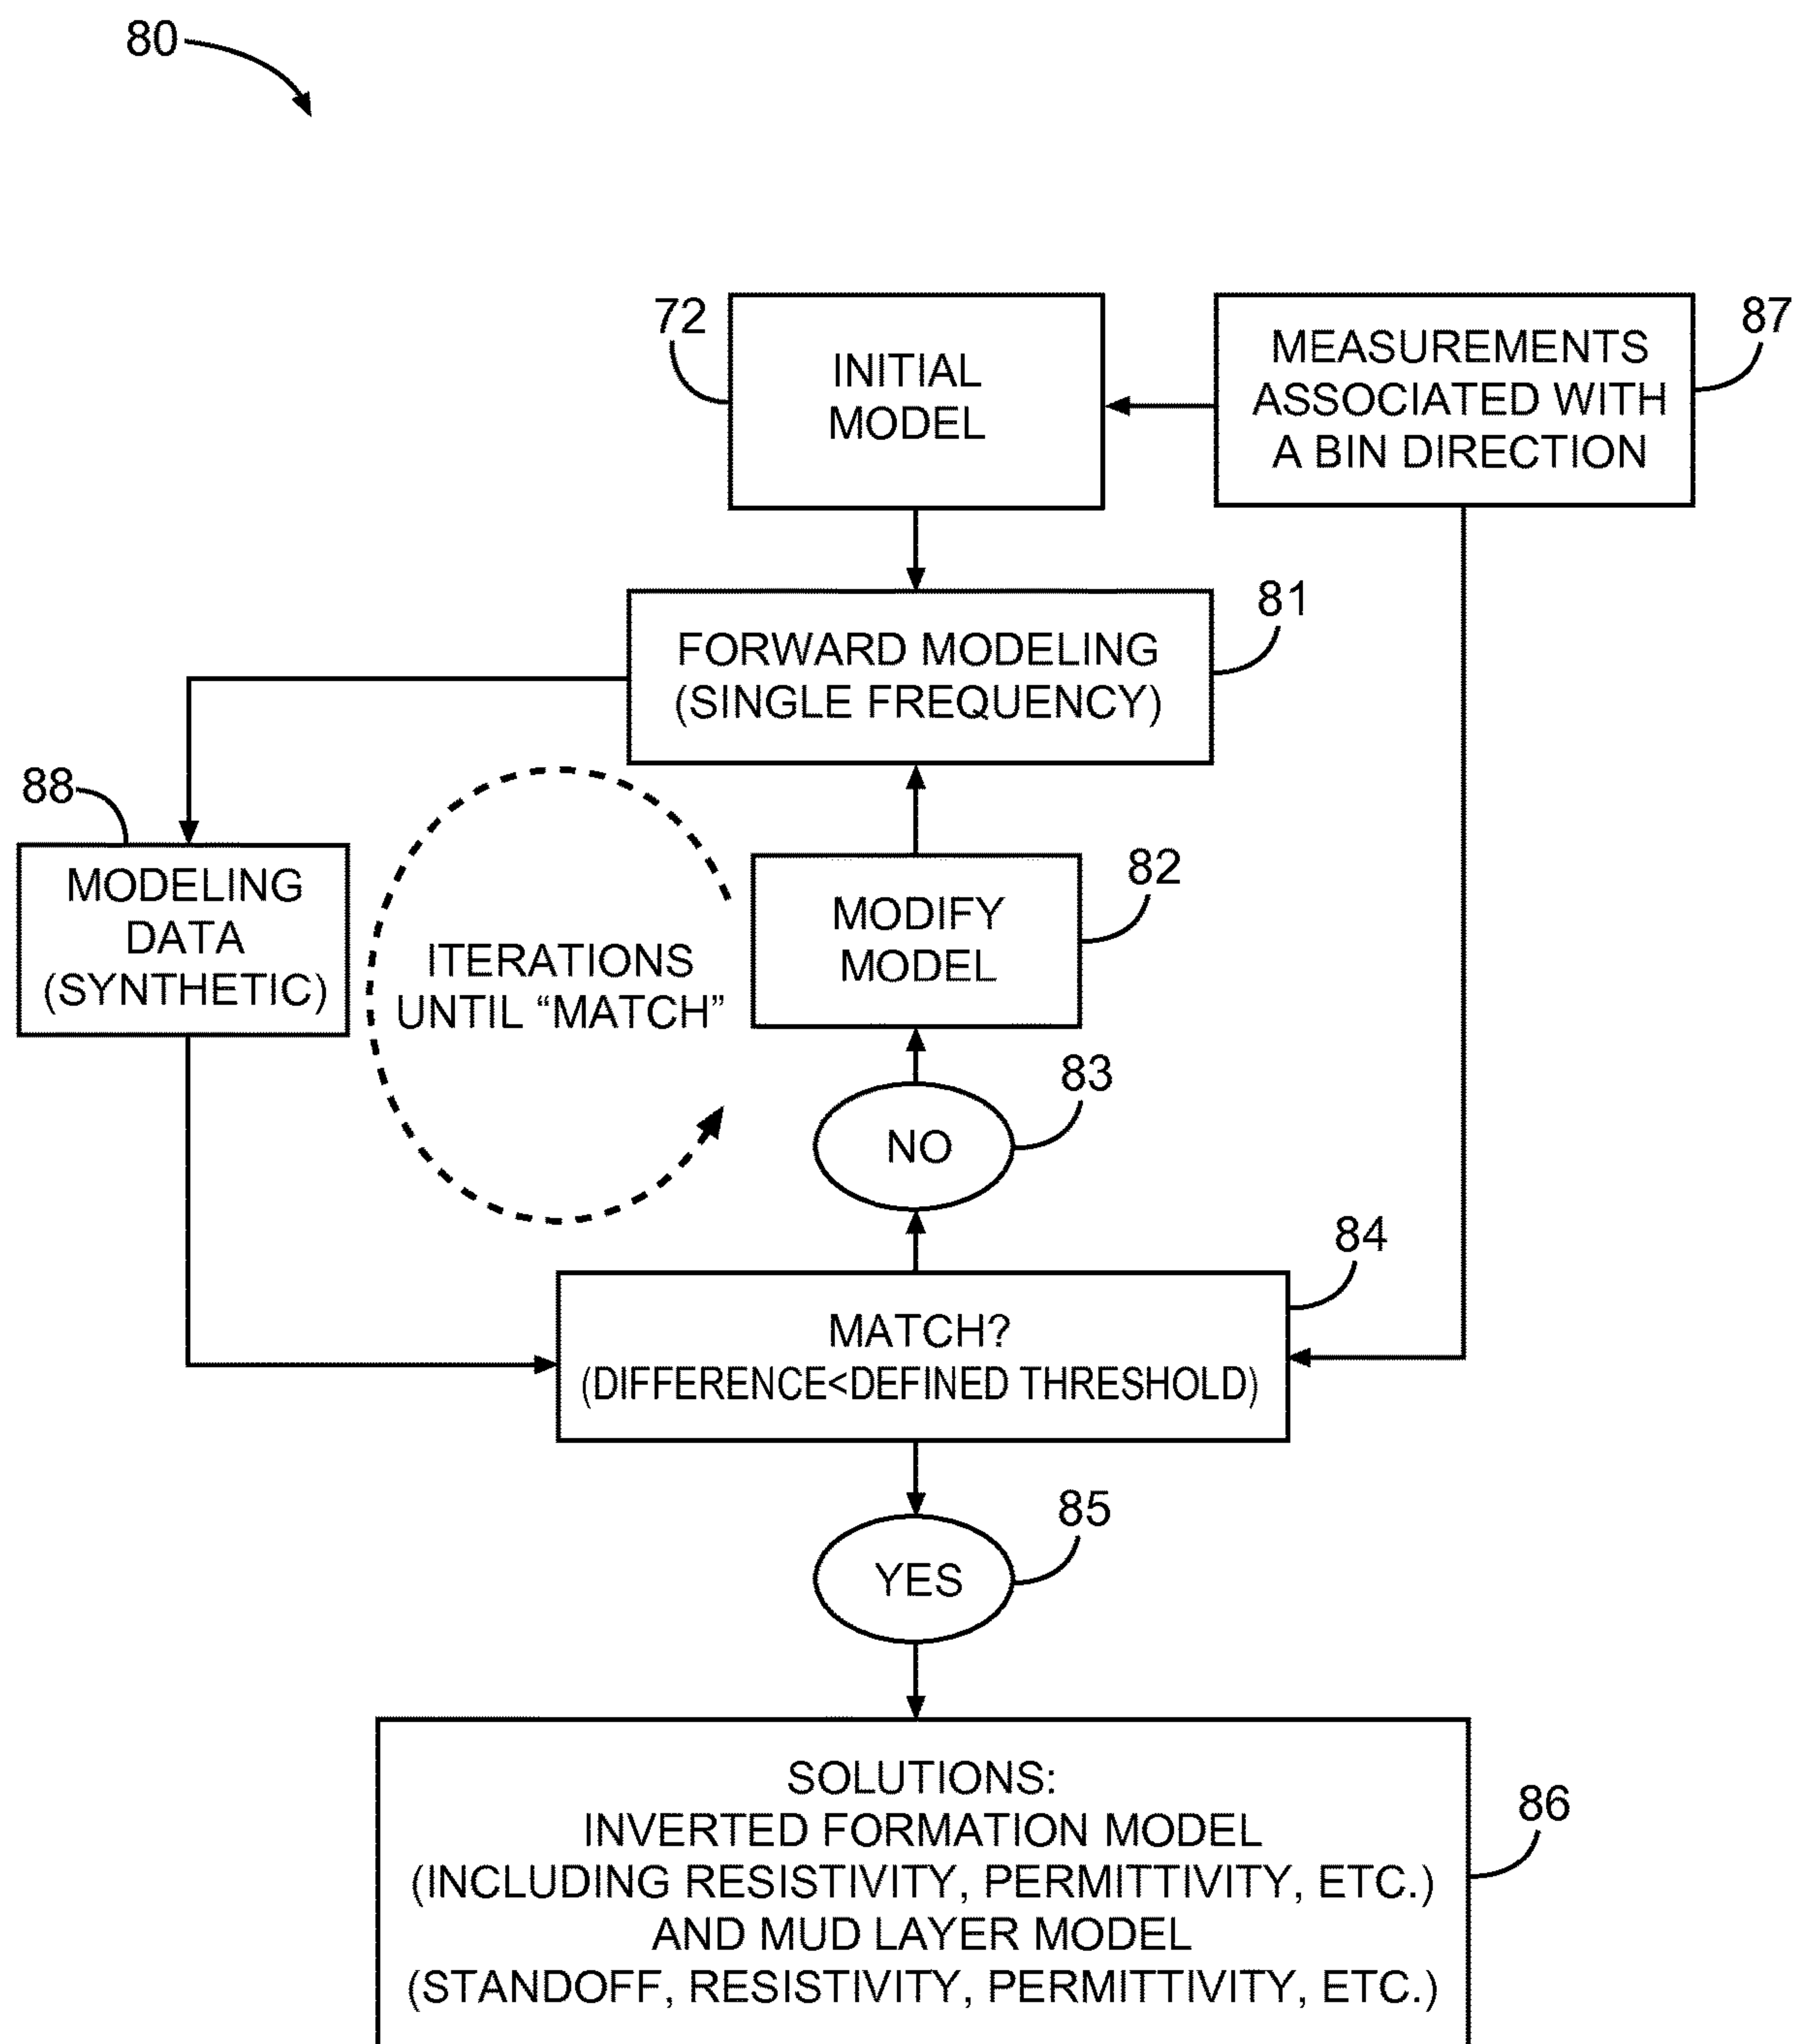 80
72
INITIAL
MODEL
87
MEASUREMENTS
ASSOCIATED WITH
A BIN DIRECTION
81
FORWARD MODELING
(SINGLE FREQUENCY)
88
MODELING
DATA
(SYNTHETIC)
ITERATIONS
UNTIL “MATCH”
82
MODIFY
MODEL
83
NO
84
MATCH?
(DIFFERENCE<DEFINED THRESHOLD)
85
YES
86
SOLUTIONS:
INVERTED FORMATION MODEL
(INCLUDING RESISTIVITY, PERMITTIVITY, ETC.)
AND MUD LAYER MODEL
(STANDOFF, RESISTIVITY, PERMITTIVITY, ETC.)